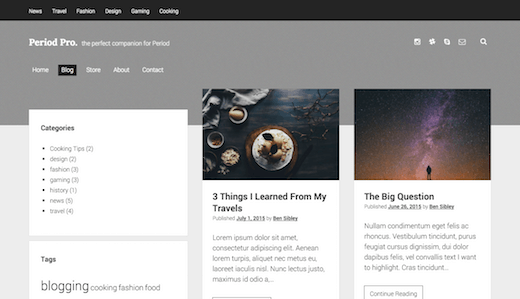 News Travel Fashion Design Gaming Cooking
Period Pro. the perfect companion for Period
Home Blog Store About Contact
Categories
Cooking Tips (2)
design (2)
fashion (3)
gaming (3)
history (1)
news (5)
travel (4)
Tags
blogging cooking fashion food
3 Things I Learned From My
Travels
Published July 1, 2015 by Ben Sibley
Lorem ipsum dolor sit amet,
consectetur adipiscing elit. Aenean
lorem turpis, aliquet nec metus eu,
laoreet iaculis nisl. Nunc lectus justo,
maximus id odio a,...
The Big Question
Published June 26, 2015 by Ben Sibley
Nullam condimentum eget felis ac
rhoncus. Vestibulum tincidunt, purus
feugiat cursus dignissim, dui dolor
dapibus felis, vel convallis text I want
to highlight. Cras tincidunt...
Continue Reading